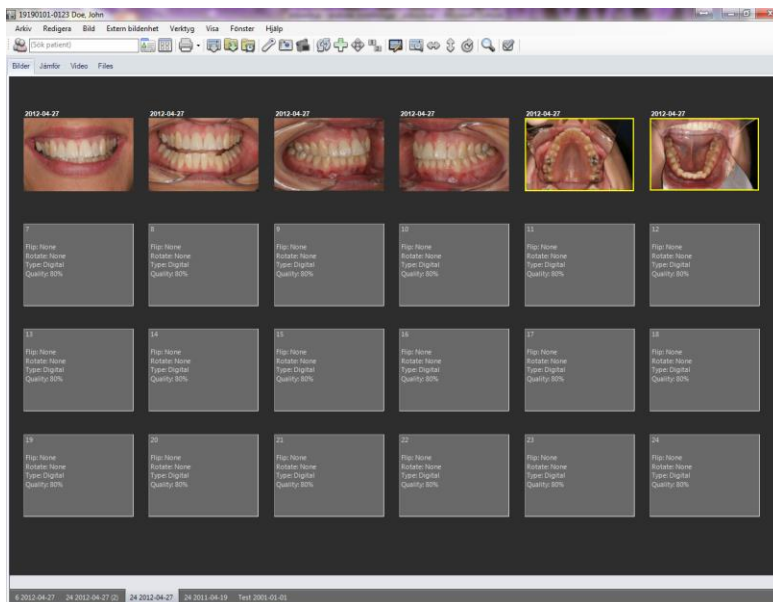 19190101-0123 Doe, John
Arkiv Redigera Bild Extern bildenhet Verktyg Visa Fönster Hjälp
(Sök patient)
Bilder Jämför Video Files
2012-04-27 2012-04-27 2012-04-27 2012-04-27 2012-04-27 2012-04-27
7 8 9 10 11 12
Flip: None Flip: None Flip: None Flip: None Flip: None Flip: None
Rotate: None Rotate: None Rotate: None Rotate: None Rotate: None Rotate: None
Type: Digital Type: Digital Type: Digital Type: Digital Type: Digital Type: Digital
Quality: 80% Quality: 80% Quality: 80% Quality: 80% Quality: 80% Quality: 80%
13 14 15 16 17 18
Flip: None Flip: None Flip: None Flip: None Flip: None Flip: None
Rotate: None Rotate: None Rotate: None Rotate: None Rotate: None Rotate: None
Type: Digital Type: Digital Type: Digital Type: Digital Type: Digital Type: Digital
Quality: 80% Quality: 80% Quality: 80% Quality: 80% Quality: 80% Quality: 80%
19 20 21 22 23 24
Flip: None Flip: None Flip: None Flip: None Flip: None Flip: None
Rotate: None Rotate: None Rotate: None Rotate: None Rotate: None Rotate: None
Type: Digital Type: Digital Type: Digital Type: Digital Type: Digital Type: Digital
Quality: 80% Quality: 80% Quality: 80% Quality: 80% Quality: 80% Quality: 80%
6 2012-04-27 24 2012-04-27 (2) 24 2012-04-27 24 2011-04-19 Test 2001-01-01